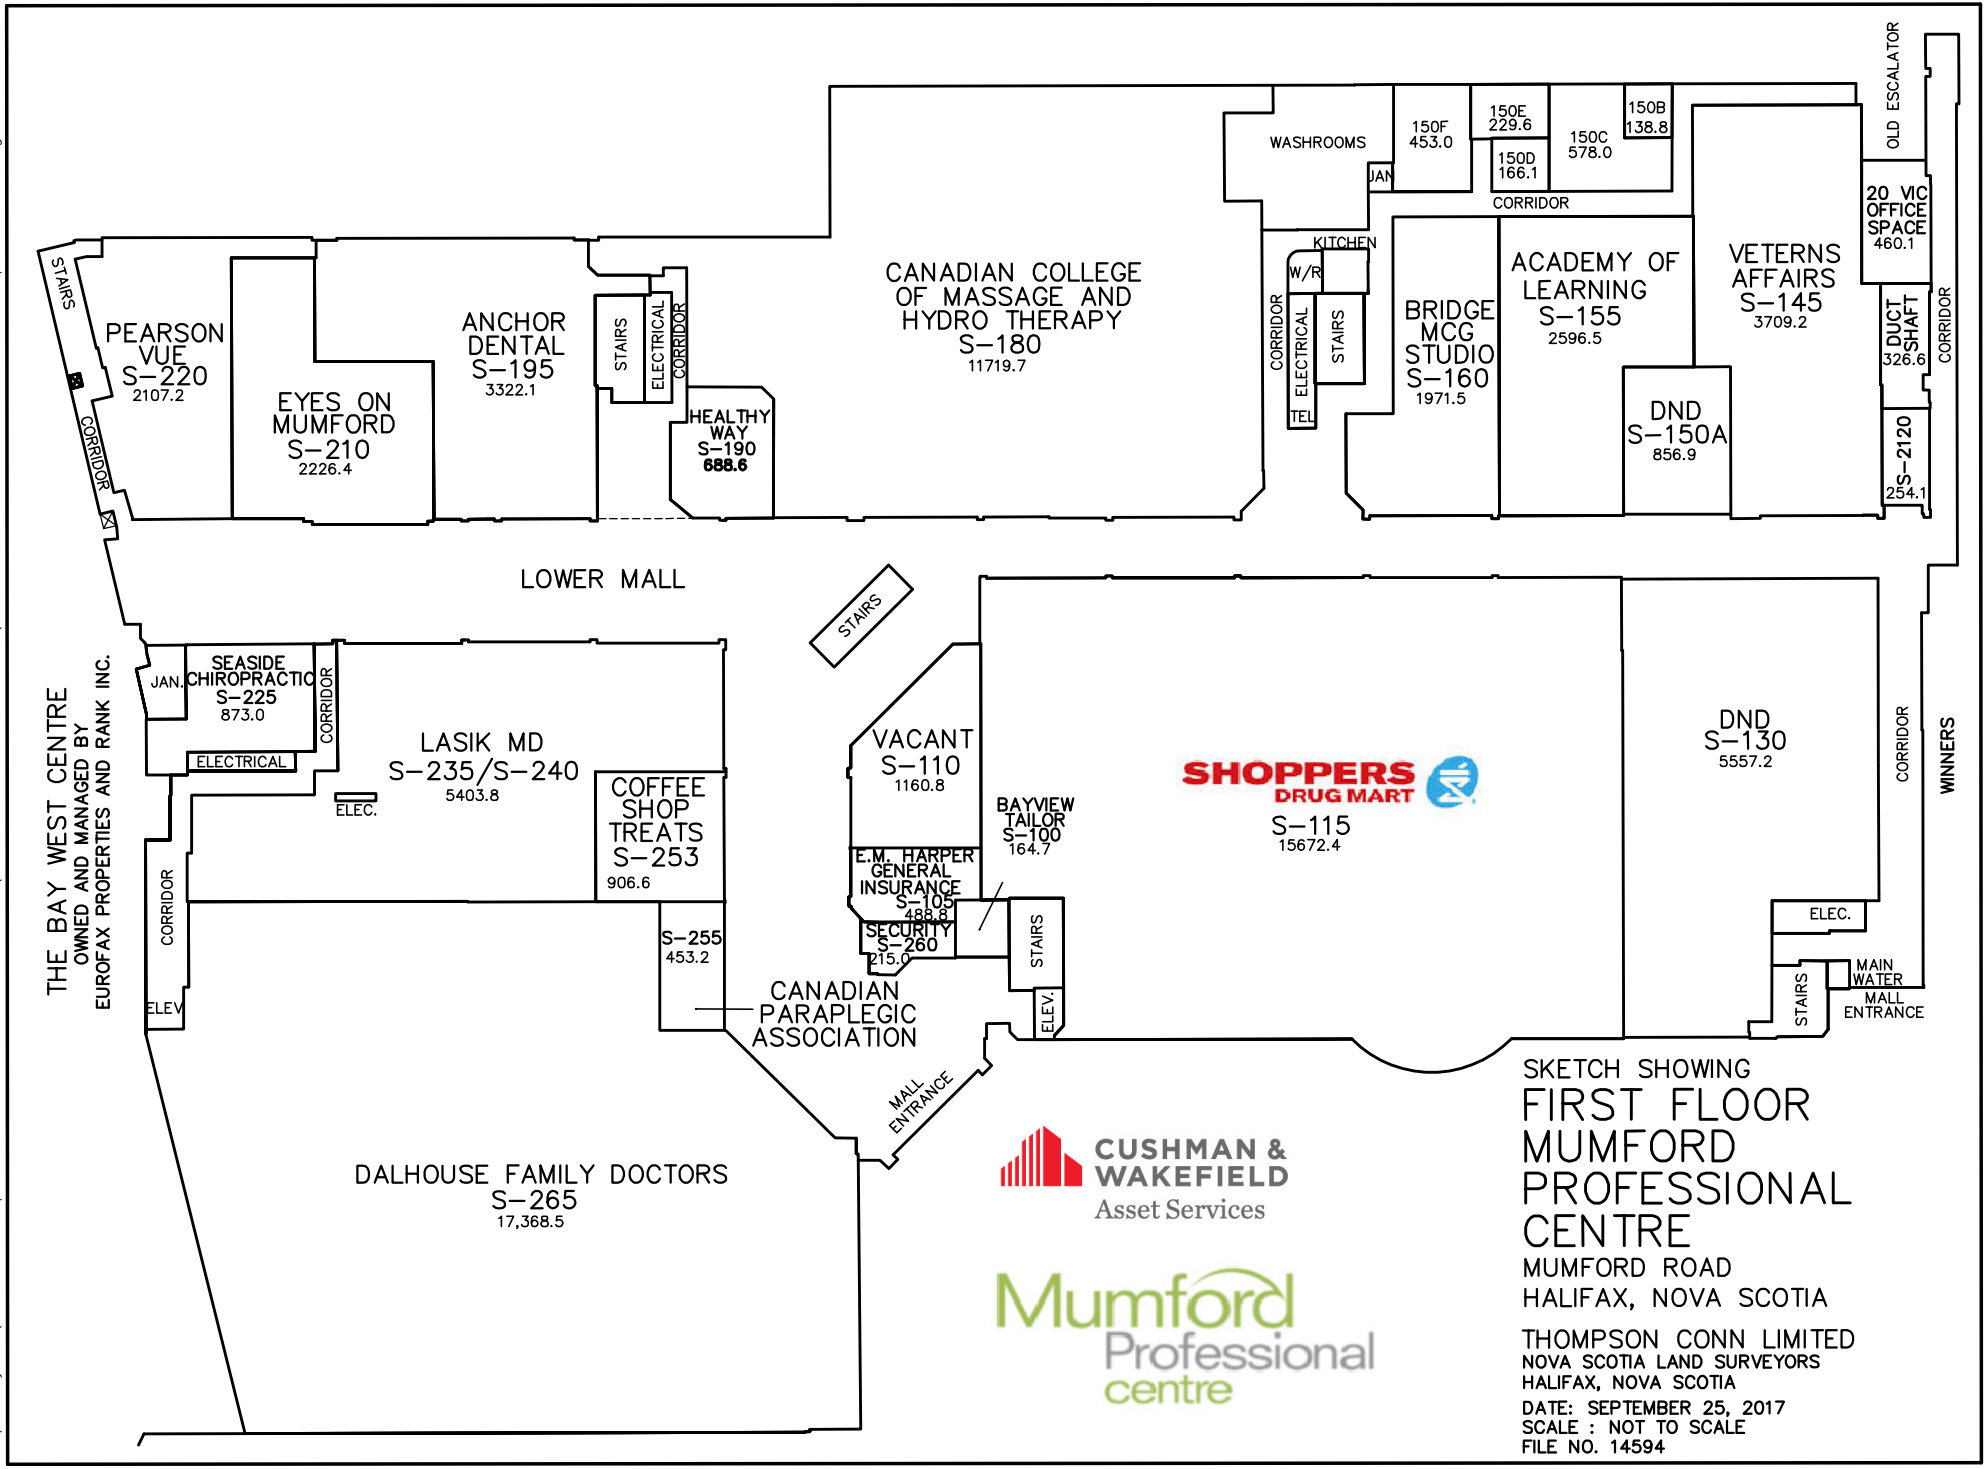 OLD ESCALATOR
WASHROOMS
JAN
150F
453.0
150E
229.6
150D
166.1
150C
578.0
150B
138.8
CORRIDOR
20 VIC
OFFICE
SPACE
460.1
DUCT
SHAFT
326.6
CORRIDOR
S-2120
254.1
STAIRS
CORRIDOR
PEARSON
VUE
S-220
2107.2
EYES ON
MUMFORD
S-210
2226.4
ANCHOR
DENTAL
S-195
3322.1
STAIRS
ELECTRICAL
CORRIDOR
HEALTHY
WAY
S-190
688.6
CANADIAN COLLEGE
OF MASSAGE AND
HYDRO THERAPY
S-180
11719.7
CORRIDOR
KITCHEN
W/R
ELECTRICAL
STAIRS
TEL
BRIDGE
MCG
STUDIO
S-160
1971.5
ACADEMY OF
LEARNING
S-155
2596.5
DND
S-150A
856.9
VETERNS
AFFAIRS
S-145
3709.2
LOWER MALL
STAIRS
THE BAY WEST CENTRE
OWNED AND MANAGED BY
EUROFAX PROPERTIES AND RANK INC.
JAN.
SEASIDE
CHIROPRACTIC
S-225
873.0
ELECTRICAL
CORRIDOR
LASIK MD
S-235/S-240
5403.8
ELEC.
COFFEE
SHOP
TREATS
S-253
906.6
CORRIDOR
ELEV
S-255
453.2
CANADIAN
PARAPLEGIC
ASSOCIATION
VACANT
S-110
1160.8
E.M. HARPER
GENERAL
INSURANCE
S-105
488.8
SECURITY
S-260
215.0
BAYVIEW
TAILOR
S-100
164.7
STAIRS
ELEV.
SHOPPERS
DRUG MART
S-115
15672.4
DND
S-130
5557.2
CORRIDOR
WINNERS
ELEC.
STAIRS
MAIN
WATER
MALL
ENTRANCE
MALL
ENTRANCE
DALHOUSE FAMILY DOCTORS
S-265
17,368.5
CUSHMAN &
WAKEFIELD
Asset Services
Mumford
Professional
centre
SKETCH SHOWING
FIRST FLOOR
MUMFORD
PROFESSIONAL
CENTRE
MUMFORD ROAD
HALIFAX, NOVA SCOTIA
THOMPSON CONN LIMITED
NOVA SCOTIA LAND SURVEYORS
HALIFAX, NOVA SCOTIA
DATE: SEPTEMBER 25, 2017
SCALE : NOT TO SCALE
FILE NO. 14594